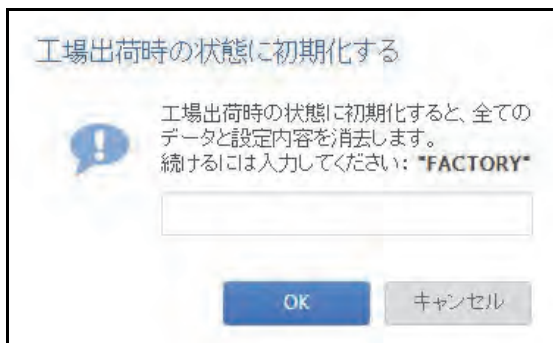 工場出荷時の状態に初期化する
工場出荷時の状態に初期化すると、全ての
データと設定内容を消去します。
続けるには入力してください: "FACTORY"
OK
キャンセル